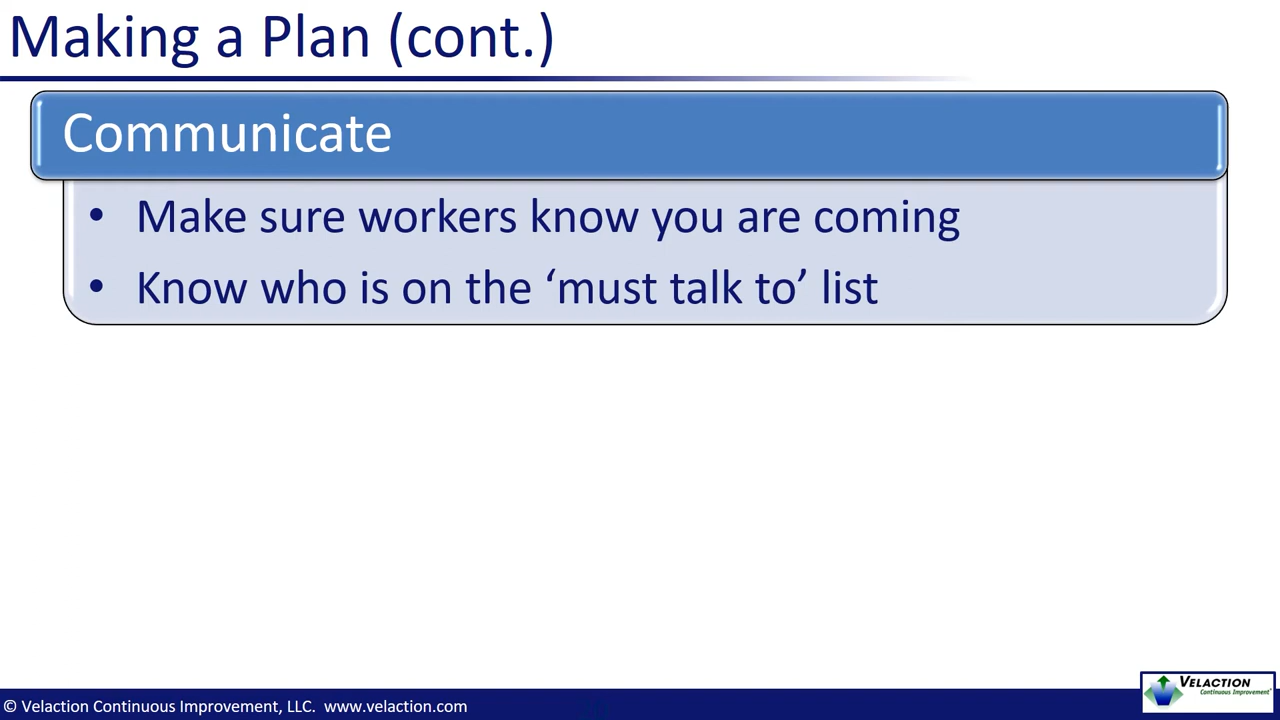 Making a Plan (cont.)
Communicate
• Make sure workers know you are coming
• Know who is on the ‘must talk to’ list
© Velaction Continuous Improvement, LLC. www.velaction.com
VELACTION
Continuous Improvement®